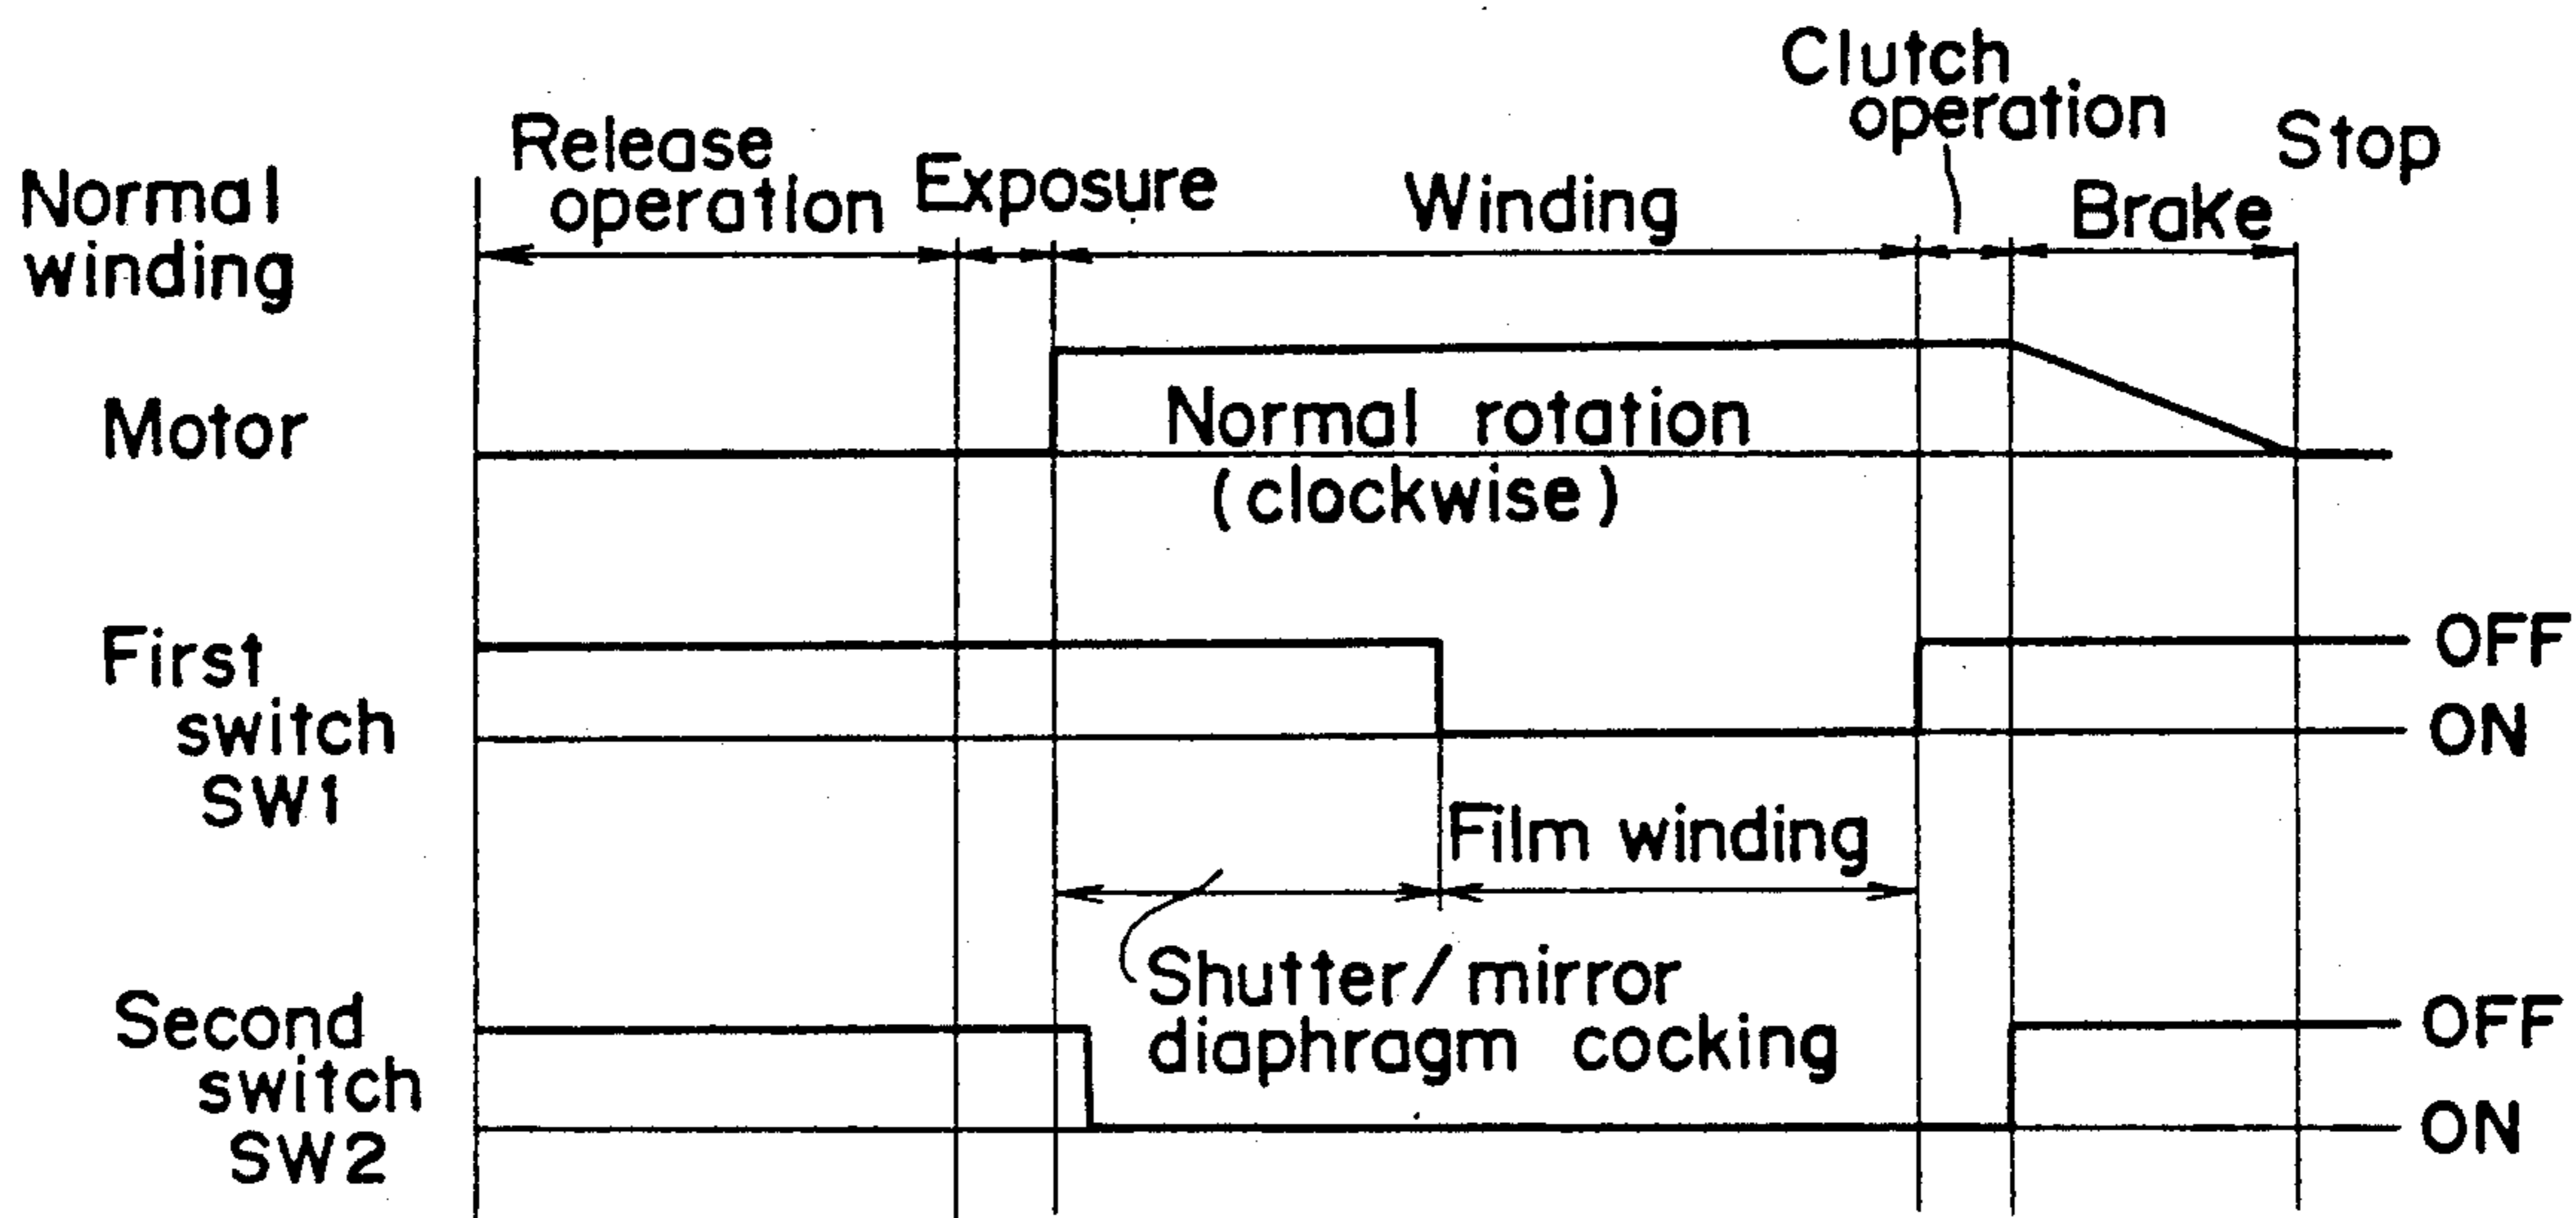 Normal
winding
Release
operation
Exposure
Winding
Clutch
operation
Brake
Stop
Motor
Normal rotation
(clockwise)
First
switch
SW1
OFF
ON
Film winding
Shutter/mirror
diaphragm cocking
Second
switch
SW2
OFF
ON